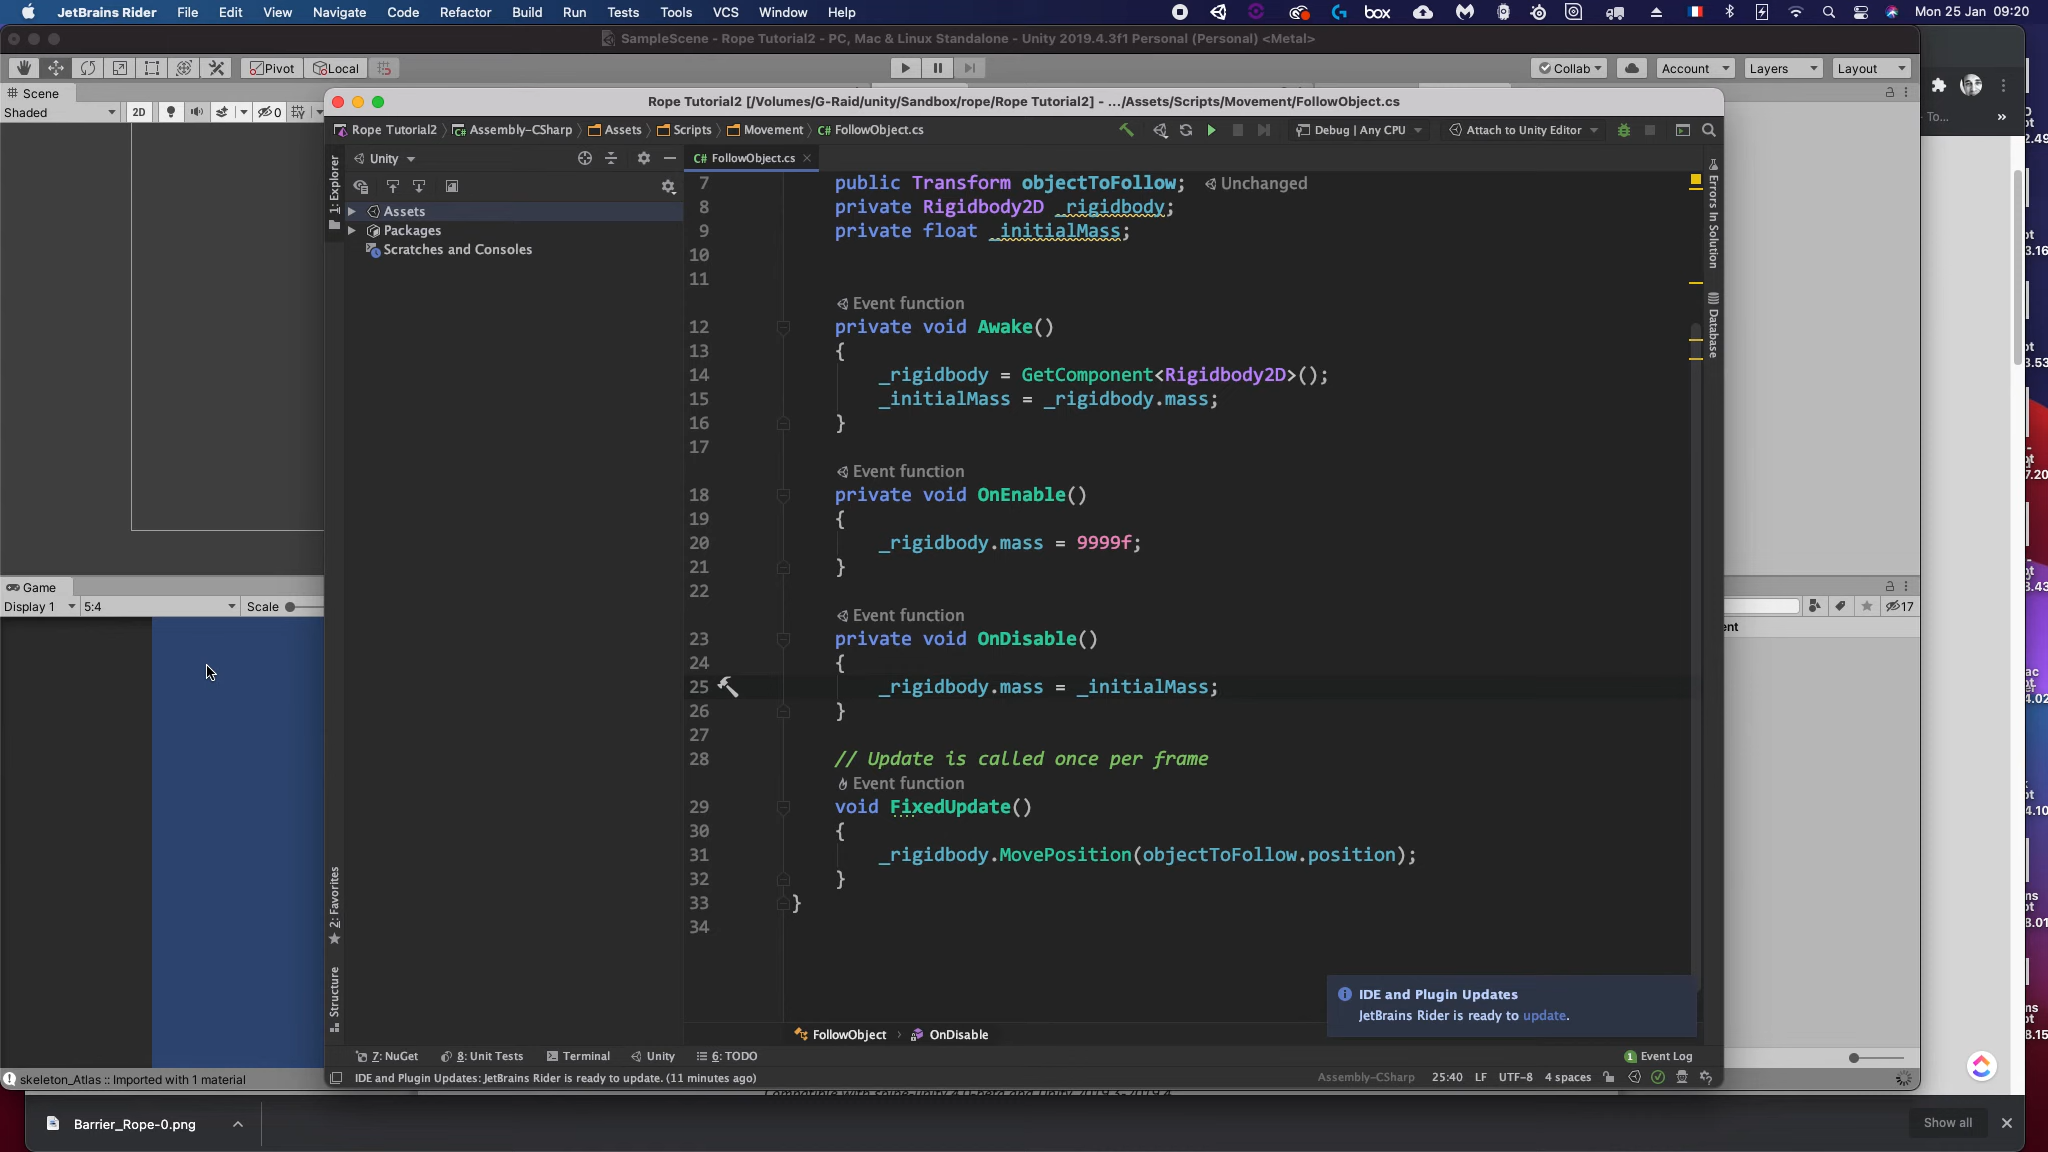 JetBrains Rider File Edit View Navigate Code Refactor Build Run Tests Tools VCS Window Help box Mon 25 Jan 09:20
SampleScene - Rope Tutorial2 - PC, Mac & Linux Standalone - Unity 2019.4.3f1 Personal (Personal) <Metal>
Pivot Local Collab Account Layers Layout
Scene
Shaded 2D 0
Rope Tutorial2 [/Volumes/G-Raid/unity/Sandbox/rope/Rope Tutorial2] - .../Assets/Scripts/Movement/FollowObject.cs
Rope Tutorial2 Assembly-CSharp Assets Scripts Movement C# FollowObject.cs Debug | Any CPU Attach to Unity Editor
Unity C# FollowObject.cs
1: Explorer
Assets
Packages
Scratches and Consoles
7 public Transform objectToFollow; Unchanged
8 private Rigidbody2D _rigidbody;
9 private float _initialMass;
10
11
Event function
12 private void Awake()
13 {
14 _rigidbody = GetComponent<Rigidbody2D>();
15 _initialMass = _rigidbody.mass;
16 }
17
Event function
18 private void OnEnable()
19 {
20 _rigidbody.mass = 9999f;
21 }
22
Event function
23 private void OnDisable()
24 {
25 _rigidbody.mass = _initialMass;
26 }
27
28 // Update is called once per frame
Event function
29 void FixedUpdate()
30 {
31 _rigidbody.MovePosition(objectToFollow.position);
32 }
33 }
34
Errors In Solution
Database
2: Favorites
Structure
Game
Display 1 5:4 Scale
17
IDE and Plugin Updates
JetBrains Rider is ready to update.
FollowObject OnDisable
7: NuGet 8: Unit Tests Terminal Unity 6: TODO 1 Event Log
IDE and Plugin Updates: JetBrains Rider is ready to update. (11 minutes ago) Assembly-CSharp 25:40 LF UTF-8 4 spaces
skeleton_Atlas :: Imported with 1 material
Barrier_Rope-0.png Show all